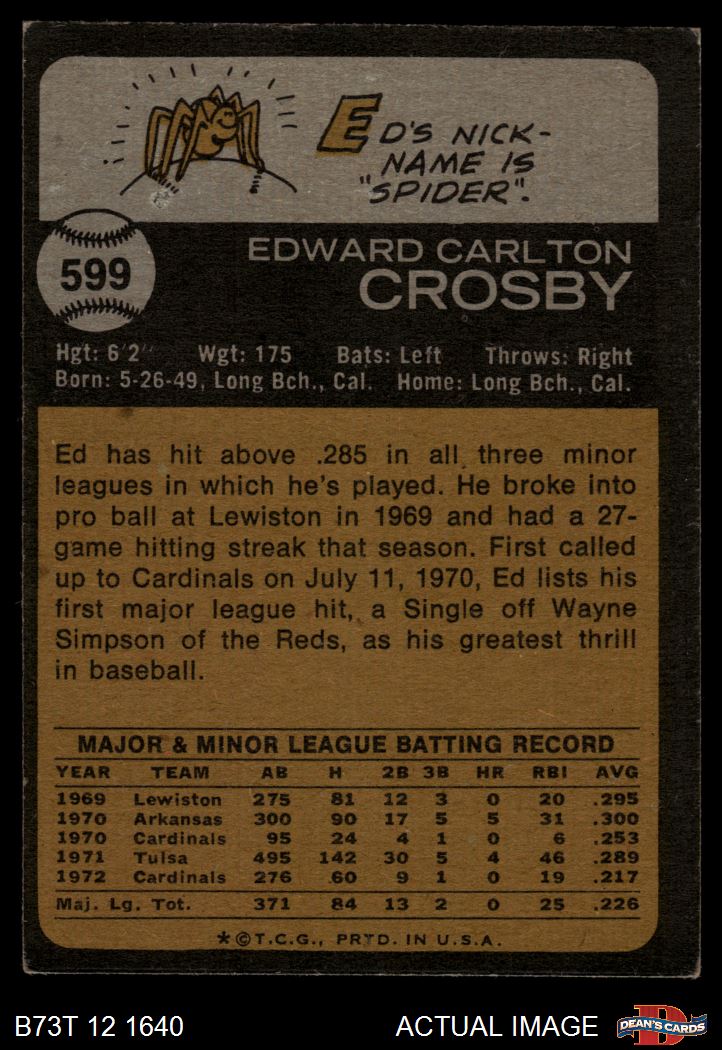 ED'S NICK-
NAME IS
"SPIDER".
599
EDWARD CARLTON
CROSBY
Hgt: 6'2" Wgt: 175 Bats: Left Throws: Right
Born: 5-26-49, Long Bch., Cal. Home: Long Bch., Cal.
Ed has hit above .285 in all three minor
leagues in which he's played. He broke into
pro ball at Lewiston in 1969 and had a 27-
game hitting streak that season. First called
up to Cardinals on July 11, 1970, Ed lists his
first major league hit, a Single off Wayne
Simpson of the Reds, as his greatest thrill
in baseball.
MAJOR & MINOR LEAGUE BATTING RECORD
YEAR TEAM AB H 2B 3B HR RBI AVG
1969 Lewiston 275 81 12 3 0 20 .295
1970 Arkansas 300 90 17 5 5 31 .300
1970 Cardinals 95 24 4 1 0 6 .253
1971 Tulsa 495 142 30 5 4 46 .289
1972 Cardinals 276 60 9 1 0 19 .217
Maj. Lg. Tot. 371 84 13 2 0 25 .226
*©T.C.G., PRTD. IN U.S.A.
B73T 12 1640
ACTUAL IMAGE
D
DEAN'S CARDS